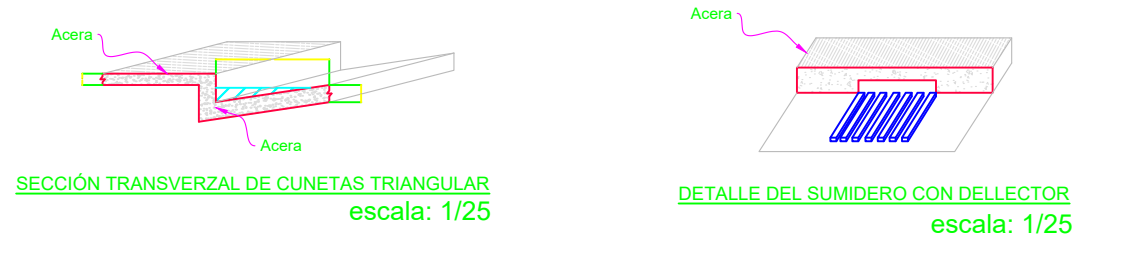 Acera
Acera
SECCIÓN TRANSVERZAL DE CUNETAS TRIANGULAR
escala: 1/25
Acera
DETALLE DEL SUMIDERO CON DELLECTOR
escala: 1/25